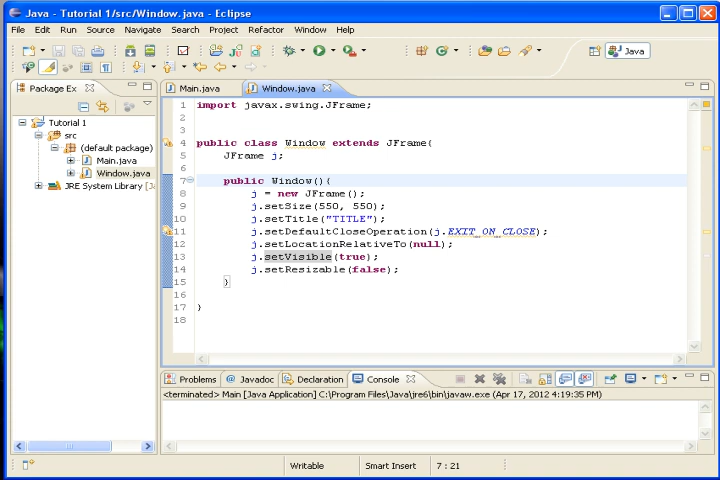 Java - Tutorial 1/src/Window.java - Eclipse
File Edit Run Source Navigate Search Project Refactor Window Help
Java
Package Ex
Main.java Window.java
Tutorial 1
src
(default package)
Main.java
Window.java
JRE System Library [Ja
1 import javax.swing.JFrame;
2
3
4 public class Window extends JFrame{
5 JFrame j;
6
7 public Window(){
8 j = new JFrame();
9 j.setSize(550, 550);
10 j.setTitle("TITLE");
11 j.setDefaultCloseOperation(j.EXIT_ON_CLOSE);
12 j.setLocationRelativeTo(null);
13 j.setVisible(true);
14 j.setResizable(false);
15 }
16
17 }
18
Problems @ Javadoc Declaration Console
<terminated> Main [Java Application] C:\Program Files\Java\jre6\bin\javaw.exe (Apr 17, 2012 4:19:35 PM)
Writable Smart Insert 7 : 21